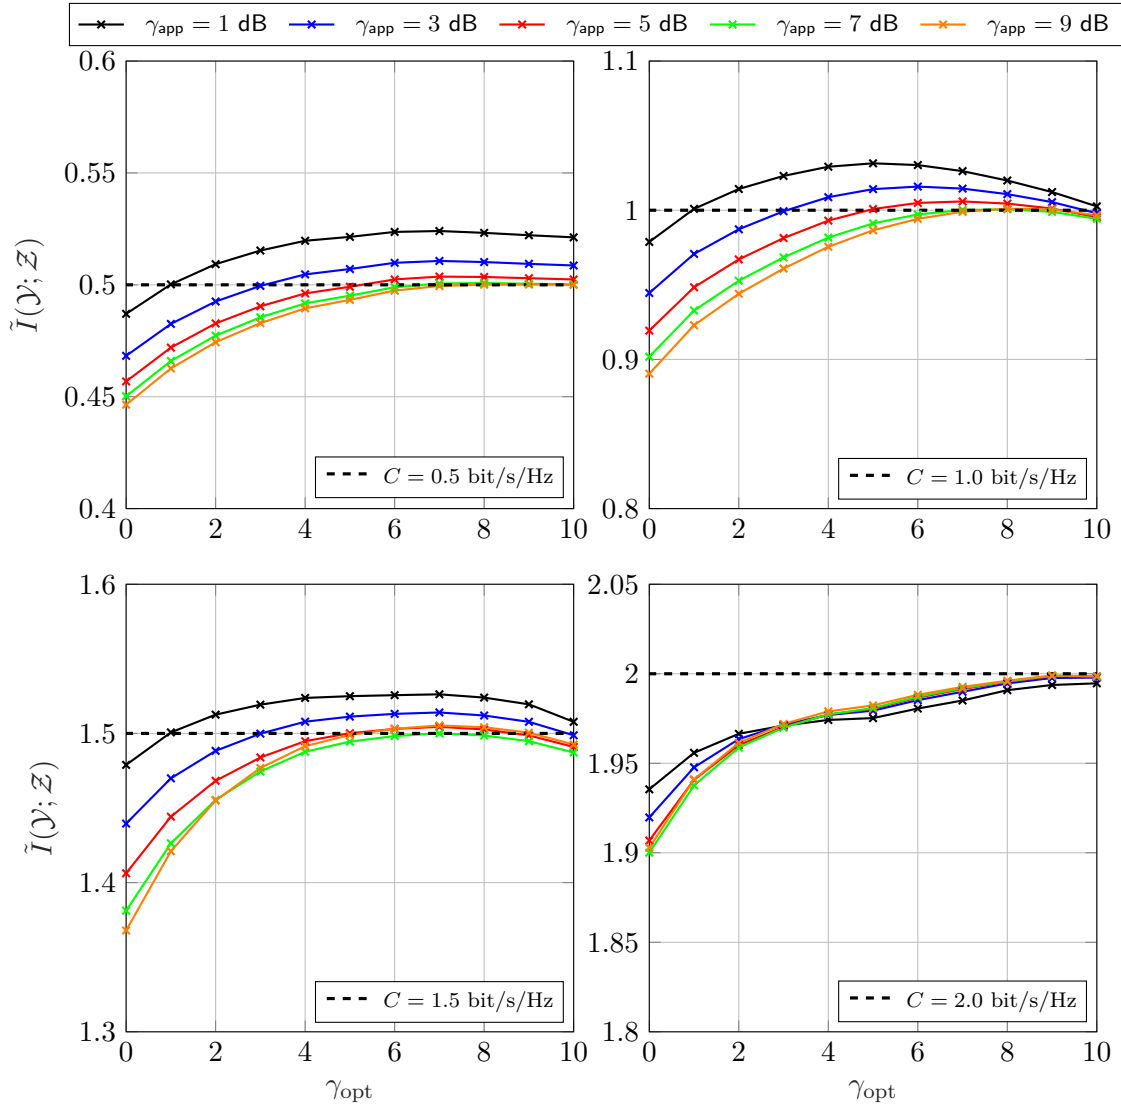 γapp = 1 dB γapp = 3 dB γapp = 5 dB γapp = 7 dB γapp = 9 dB
0.6
0.55
0.5
0.45
0.4
Ĩ(𝒴; 𝒵)
C = 0.5 bit/s/Hz
0 2 4 6 8 10
1.1
1
0.9
0.8
C = 1.0 bit/s/Hz
0 2 4 6 8 10
1.6
1.5
1.4
1.3
Ĩ(𝒴; 𝒵)
C = 1.5 bit/s/Hz
0 2 4 6 8 10
γopt
2.05
2
1.95
1.9
1.85
1.8
C = 2.0 bit/s/Hz
0 2 4 6 8 10
γopt